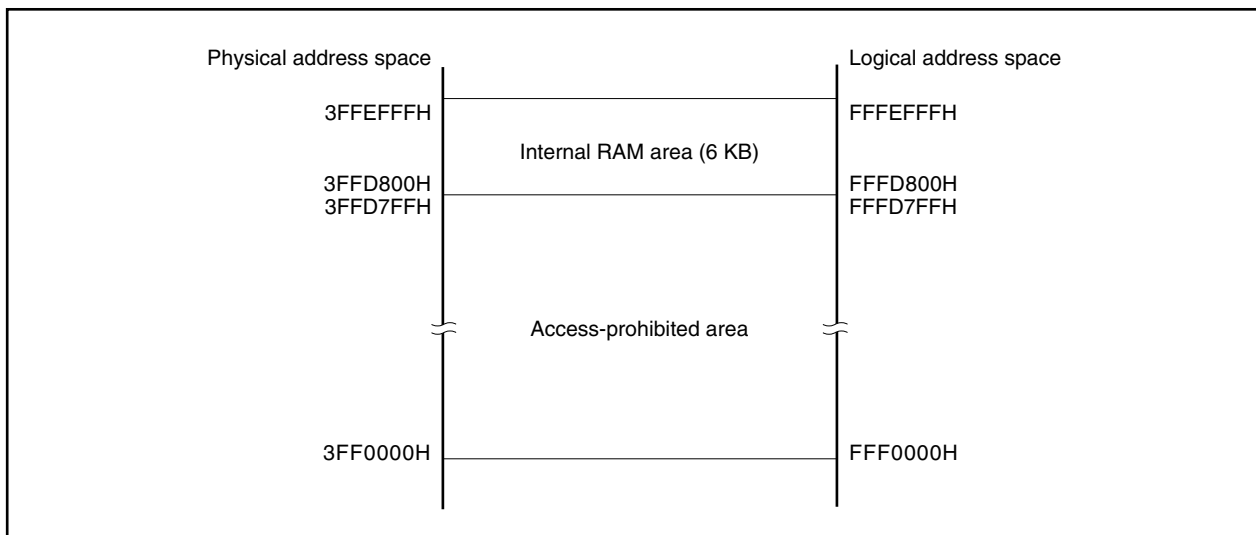 Physical address space
Logical address space
3FFEFFFH
FFFEFFFH
Internal RAM area (6 KB)
3FFD800H
FFFD800H
3FFD7FFH
FFFD7FFH
Access-prohibited area
3FF0000H
FFF0000H